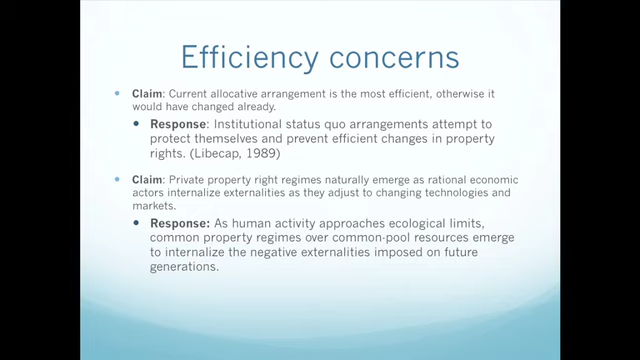 Efficiency concerns
• Claim: Current allocative arrangement is the most efficient, otherwise it
would have changed already.
• Response: Institutional status quo arrangements attempt to
protect themselves and prevent efficient changes in property
rights. (Libecap, 1989)
• Claim: Private property right regimes naturally emerge as rational economic
actors internalize externalities as they adjust to changing technologies and
markets.
• Response: As human activity approaches ecological limits,
common property regimes over common-pool resources emerge
to internalize the negative externalities imposed on future
generations.